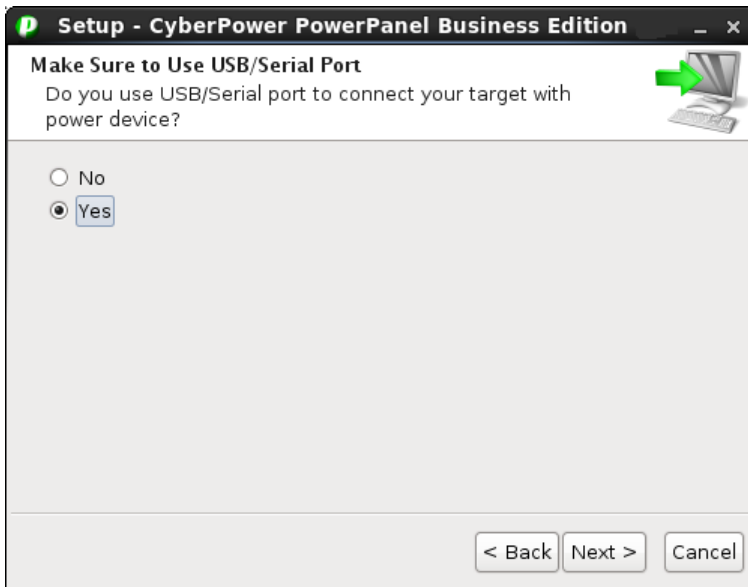 Setup - CyberPower PowerPanel Business Edition
Make Sure to Use USB/Serial Port
Do you use USB/Serial port to connect your target with
power device?
No
Yes
< Back Next > Cancel